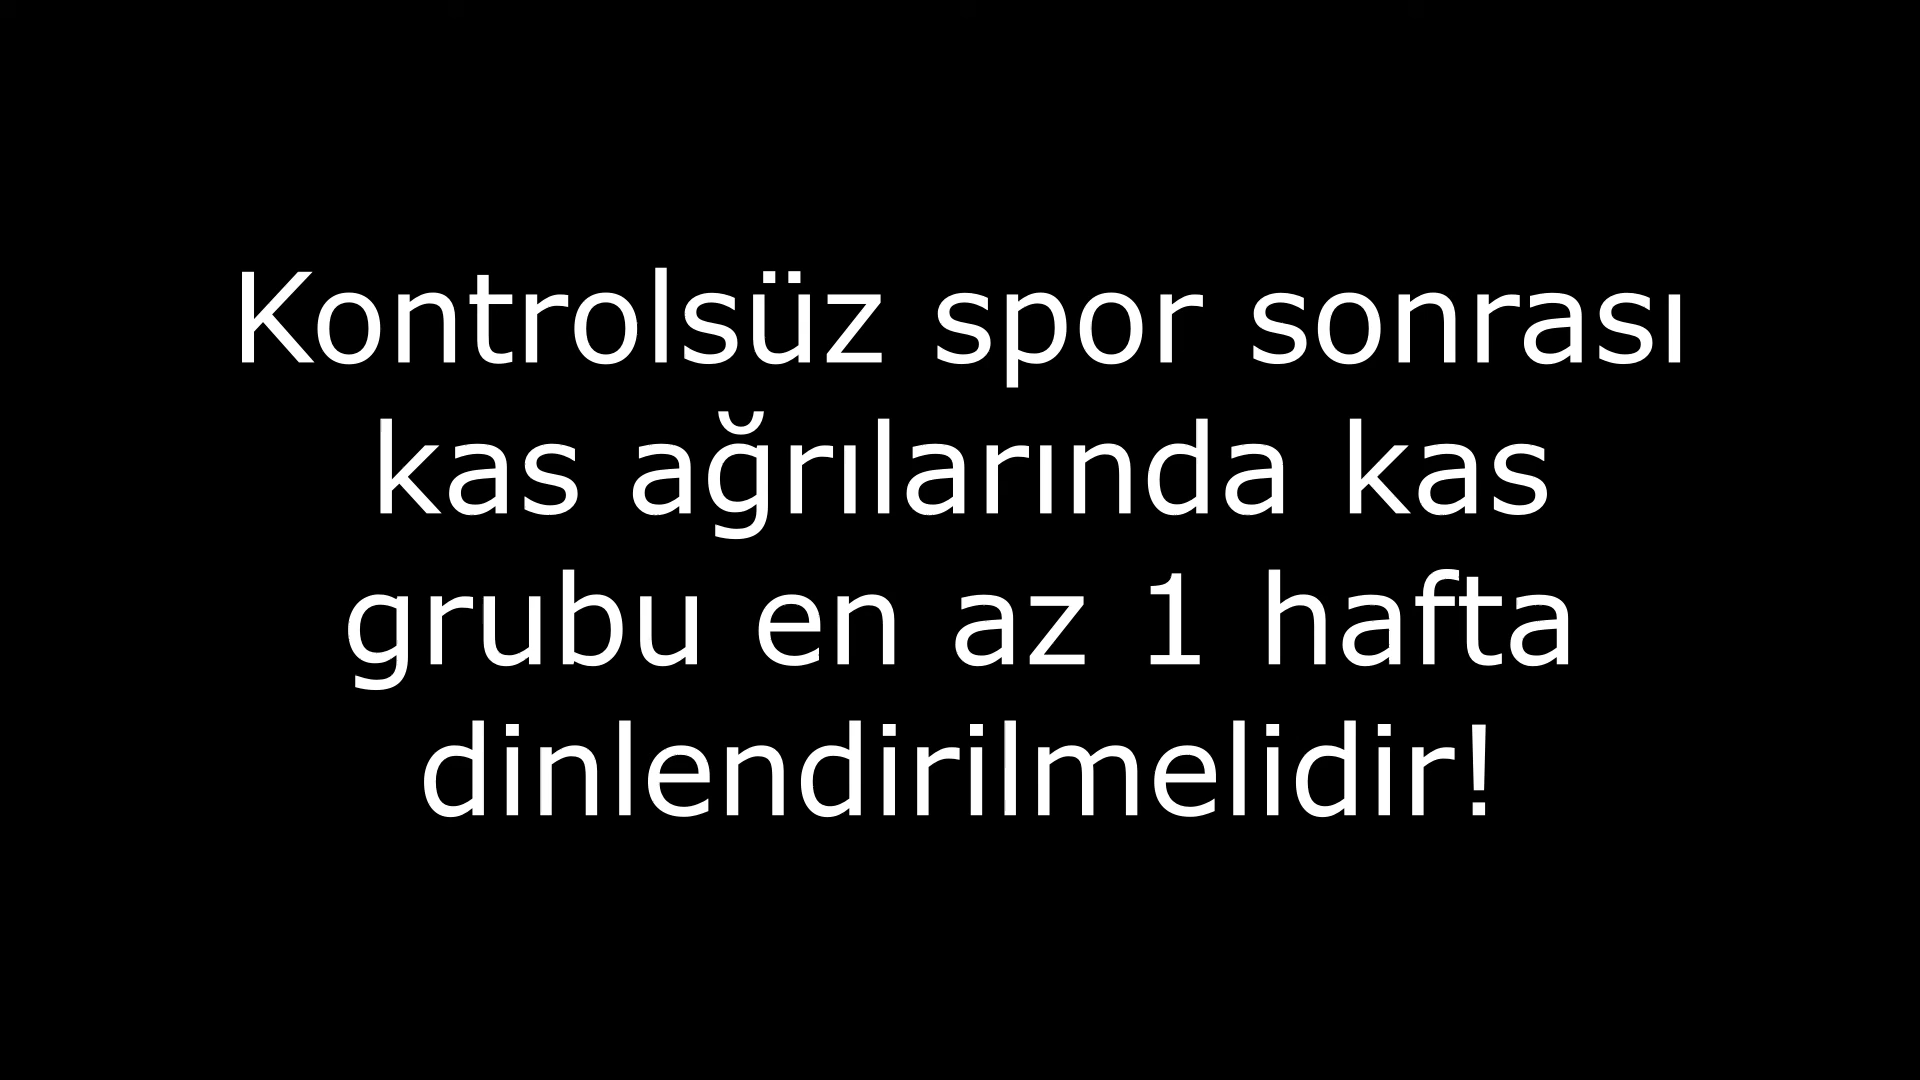 Kontrolsüz spor sonrası
kas ağrılarında kas
grubu en az 1 hafta
dinlendirilmelidir!